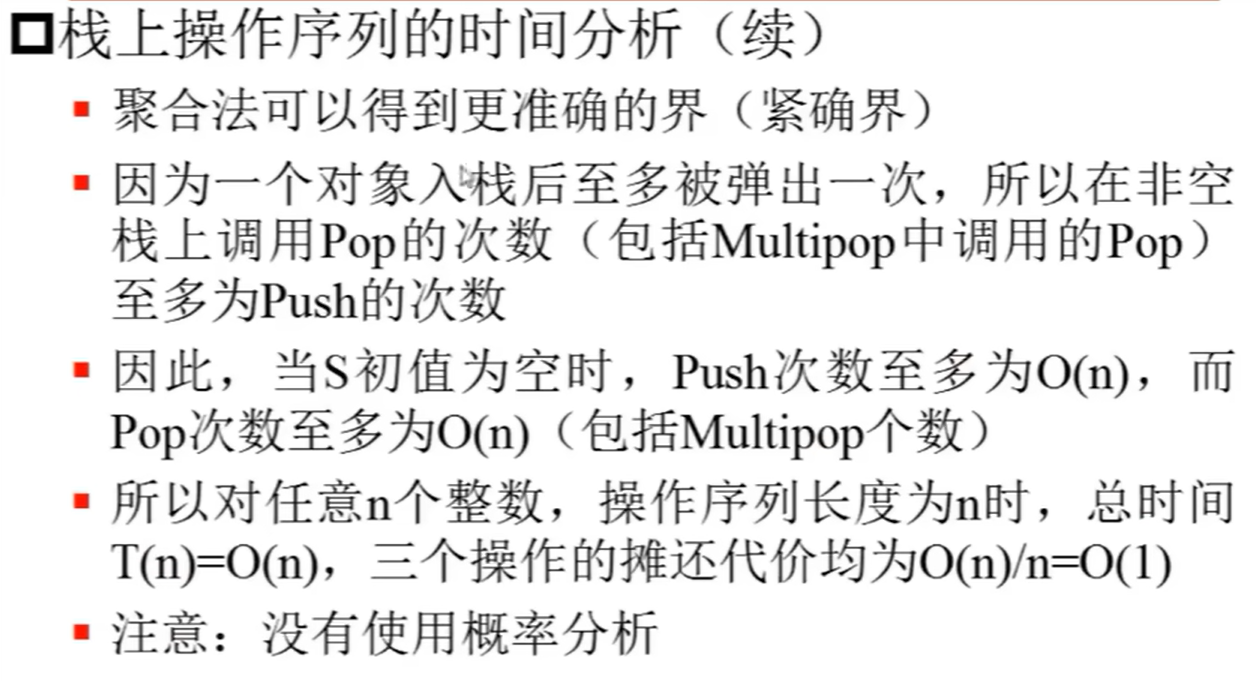 栈上操作序列的时间分析（续）
聚合法可以得到更准确的界（紧确界）
因为一个对象入栈后至多被弹出一次，所以在非空
栈上调用Pop的次数（包括Multipop中调用的Pop）
至多为Push的次数
因此，当S初值为空时，Push次数至多为O(n)，而
Pop次数至多为O(n)（包括Multipop个数）
所以对任意n个整数，操作序列长度为n时，总时间
T(n)=O(n)，三个操作的摊还代价均为O(n)/n=O(1)
注意：没有使用概率分析